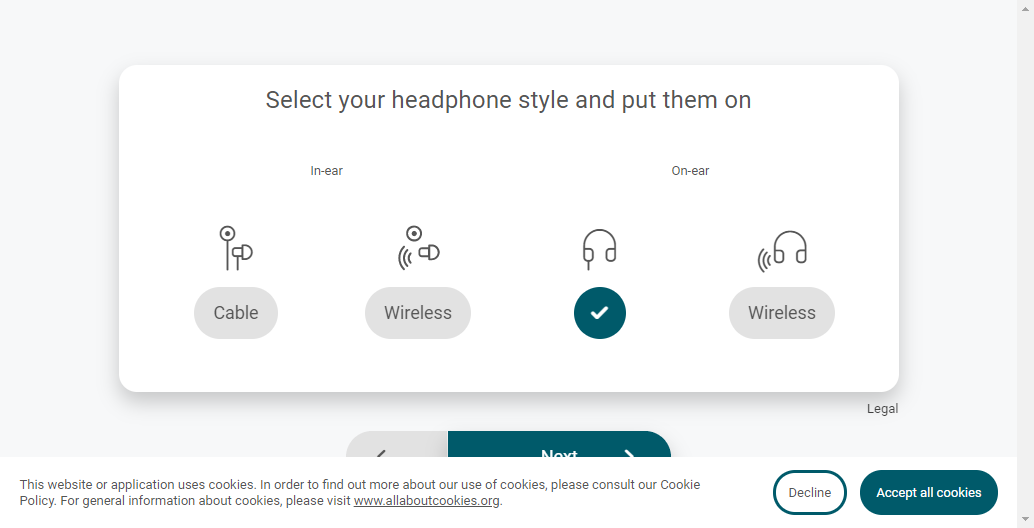 Select your headphone style and put them on
In-ear
On-ear
Cable
Wireless
Wireless
Legal
Next
This website or application uses cookies. In order to find out more about our use of cookies, please consult our Cookie
Policy. For general information about cookies, please visit www.allaboutcookies.org.
Decline
Accept all cookies